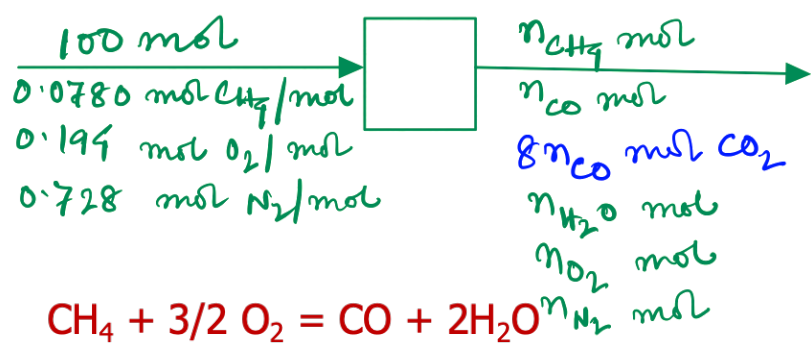 100 mol
0.0780 mol CH4/mol
0.194 mol O2/mol
0.728 mol N2/mol
nCH4 mol
nCO mol
8nCO mol CO2
nH2O mol
nO2 mol
nN2 mol
CH₄ + 3/2 O₂ = CO + 2H₂O